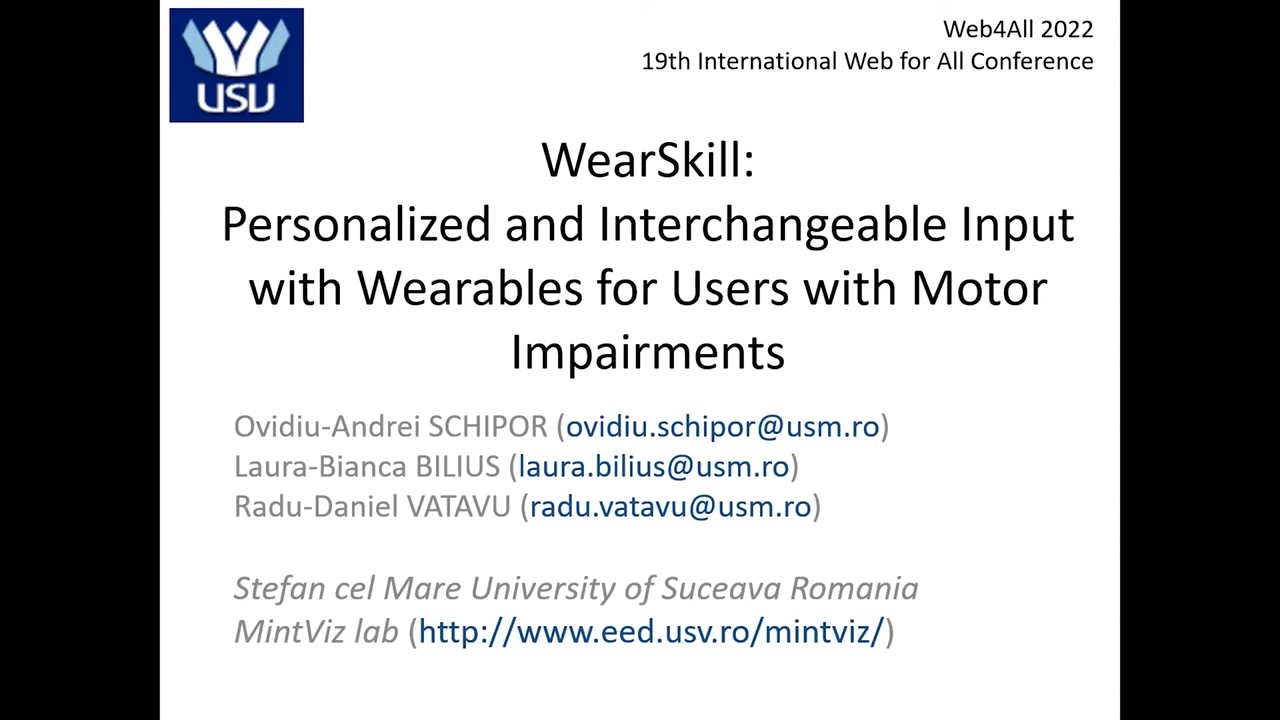 USV
Web4All 2022
19th International Web for All Conference
WearSkill:
Personalized and Interchangeable Input
with Wearables for Users with Motor
Impairments
Ovidiu-Andrei SCHIPOR (ovidiu.schipor@usm.ro)
Laura-Bianca BILIUS (laura.bilius@usm.ro)
Radu-Daniel VATAVU (radu.vatavu@usm.ro)
Stefan cel Mare University of Suceava Romania
MintViz lab (http://www.eed.usv.ro/mintviz/)